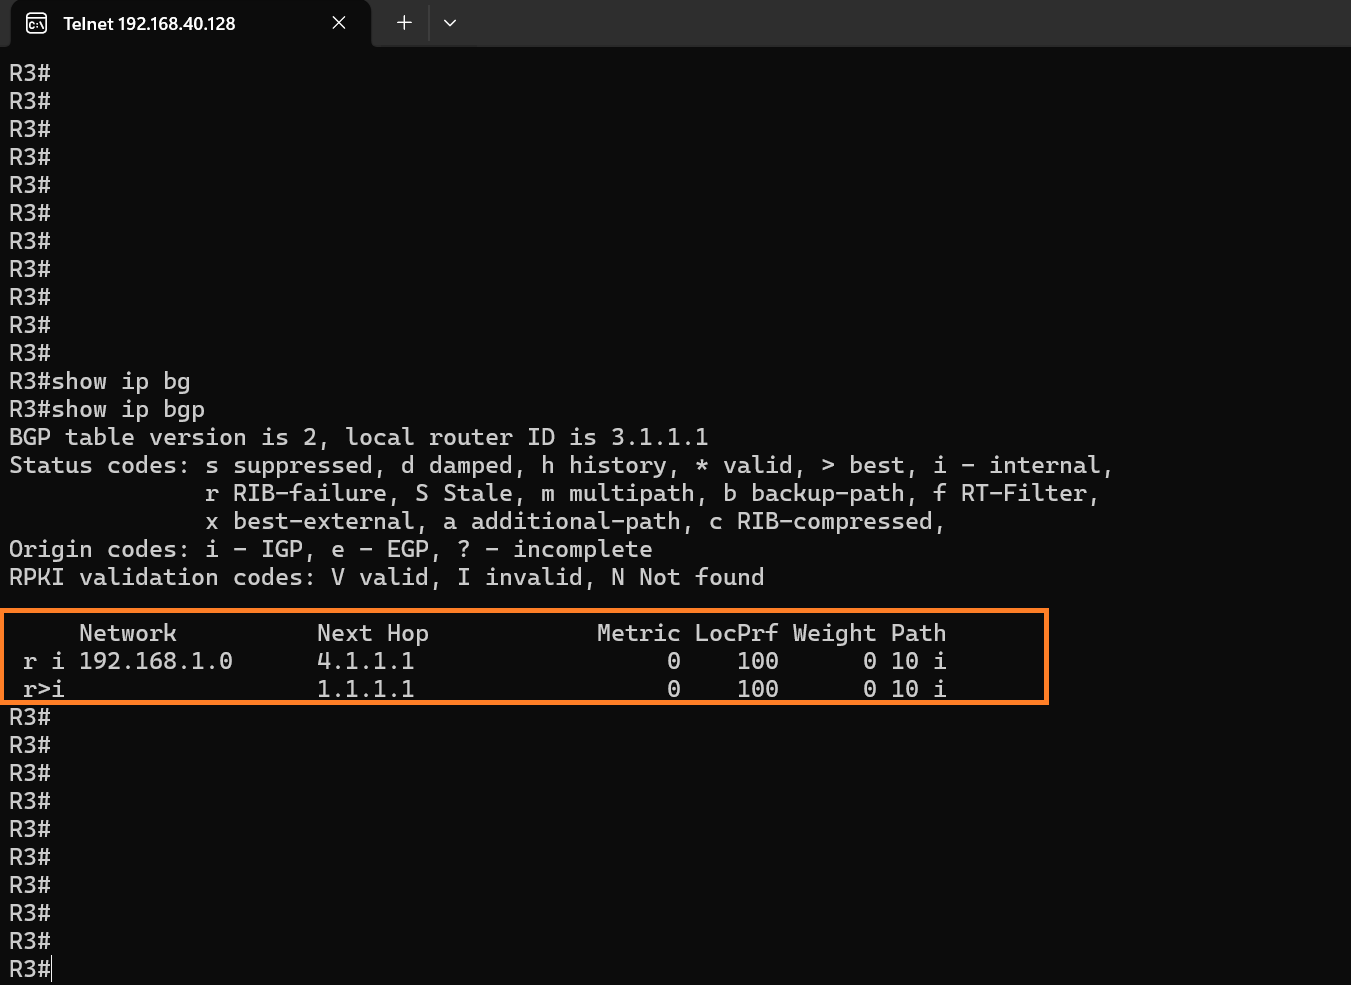 Telnet 192.168.40.128
R3#
R3#
R3#
R3#
R3#
R3#
R3#
R3#
R3#
R3#
R3#
R3#show ip bg
R3#show ip bgp
BGP table version is 2, local router ID is 3.1.1.1
Status codes: s suppressed, d damped, h history, * valid, > best, i - internal,
              r RIB-failure, S Stale, m multipath, b backup-path, f RT-Filter,
              x best-external, a additional-path, c RIB-compressed,
Origin codes: i - IGP, e - EGP, ? - incomplete
RPKI validation codes: V valid, I invalid, N Not found
     Network          Next Hop            Metric LocPrf Weight Path
 r i 192.168.1.0      4.1.1.1                  0    100      0 10 i
 r>i                  1.1.1.1                  0    100      0 10 i
R3#
R3#
R3#
R3#
R3#
R3#
R3#
R3#
R3#
R3#